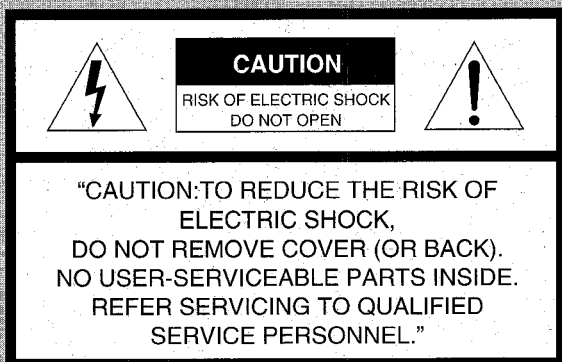 CAUTION
RISK OF ELECTRIC SHOCK
DO NOT OPEN
“CAUTION:TO REDUCE THE RISK OF
ELECTRIC SHOCK,
DO NOT REMOVE COVER (OR BACK).
NO USER-SERVICEABLE PARTS INSIDE.
REFER SERVICING TO QUALIFIED
SERVICE PERSONNEL.”